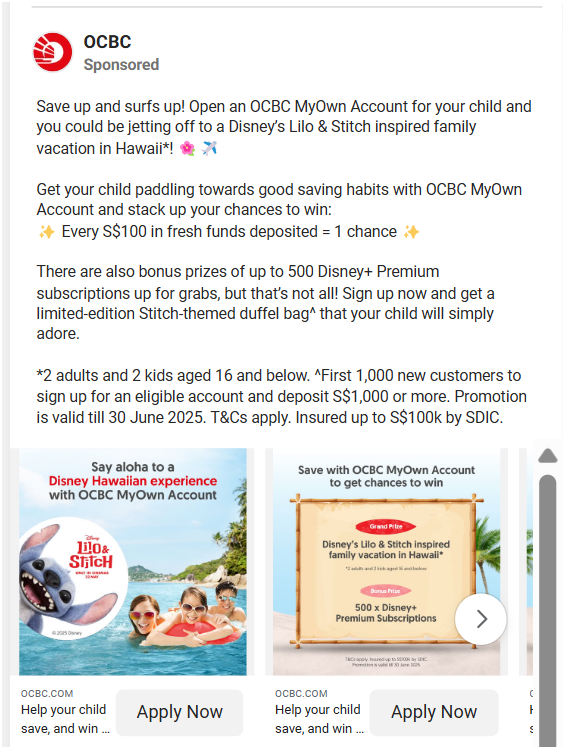 OCBC
Sponsored
Save up and surfs up! Open an OCBC MyOwn Account for your child and
you could be jetting off to a Disney's Lilo & Stitch inspired family
vacation in Hawaii*! 🌺 ✈️
Get your child paddling towards good saving habits with OCBC MyOwn
Account and stack up your chances to win:
✨ Every S$100 in fresh funds deposited = 1 chance ✨
There are also bonus prizes of up to 500 Disney+ Premium
subscriptions up for grabs, but that's not all! Sign up now and get a
limited-edition Stitch-themed duffel bag^ that your child will simply
adore.
*2 adults and 2 kids aged 16 and below. ^First 1,000 new customers to
sign up for an eligible account and deposit S$1,000 or more. Promotion
is valid till 30 June 2025. T&Cs apply. Insured up to S$100k by SDIC.
Say aloha to a
Disney Hawaiian experience
with OCBC MyOwn Account
Disney
Lilo &
Stitch
ONLY IN CINEMAS
22 MAY
© 2025 Disney
OCBC.COM
Help your child
save, and win ...
Apply Now
Save with OCBC MyOwn Account
to get chances to win
Grand Prize
Disney's Lilo & Stitch inspired
family vacation in Hawaii*
*2 adults and 2 kids aged 16 and below
Bonus Prize
500 x Disney+
Premium Subscriptions
T&Cs apply. Insured up to S$100k by SDIC.
Promotion is valid till 30 June 2025
OCBC.COM
Help your child
save, and win ...
Apply Now